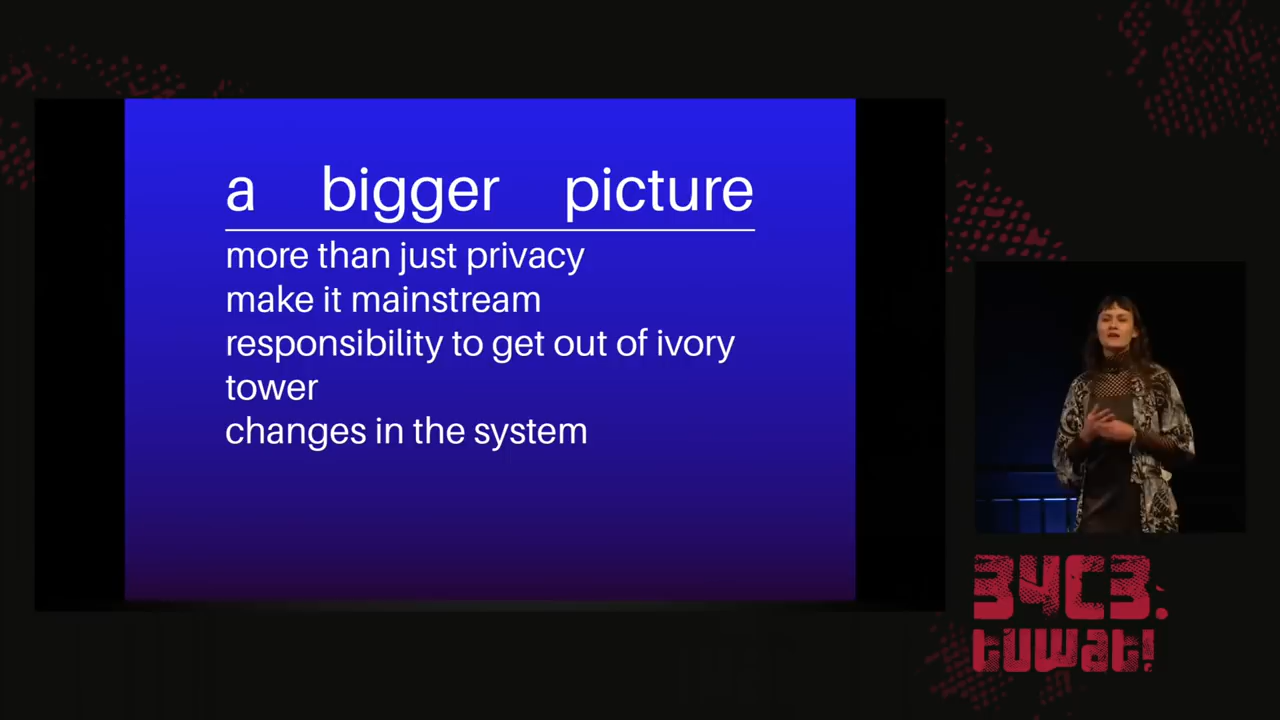 a bigger picture
more than just privacy
make it mainstream
responsibility to get out of ivory
tower
changes in the system
34C3.
tuwat!